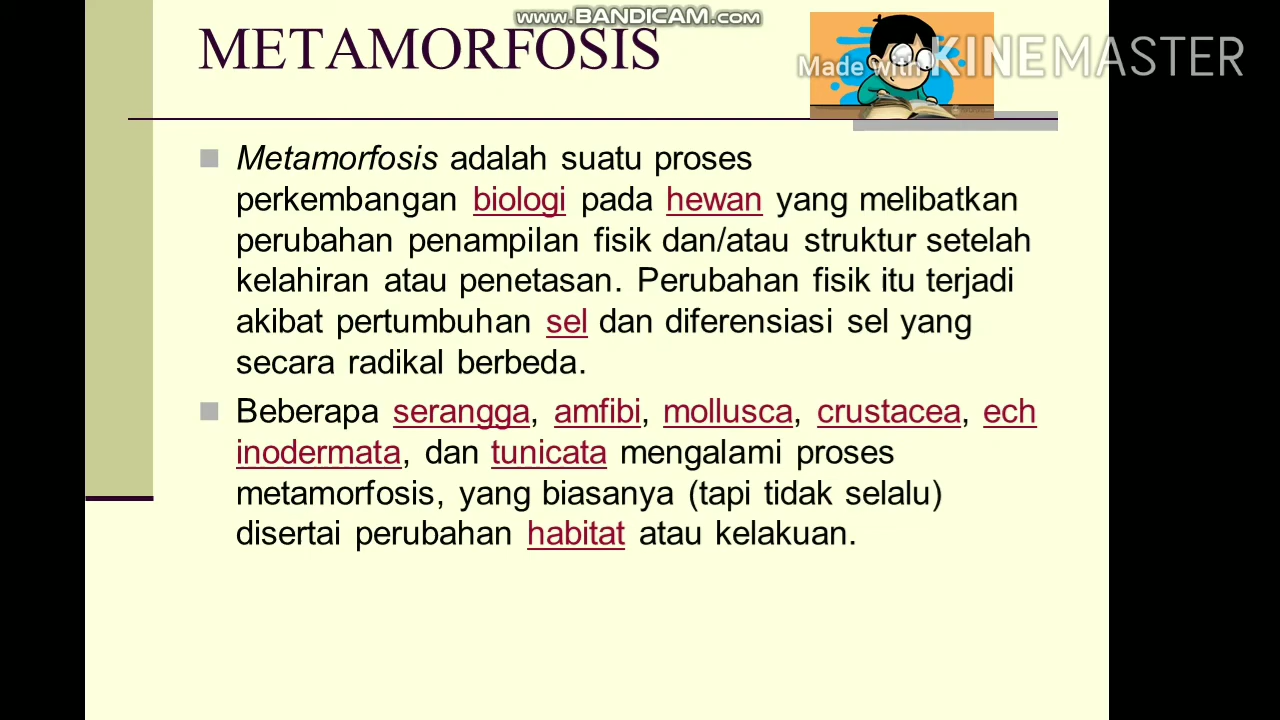 www.BANDICAM.com
METAMORFOSIS
Made with KINEMASTER
Metamorfosis adalah suatu proses
perkembangan biologi pada hewan yang melibatkan
perubahan penampilan fisik dan/atau struktur setelah
kelahiran atau penetasan. Perubahan fisik itu terjadi
akibat pertumbuhan sel dan diferensiasi sel yang
secara radikal berbeda.
Beberapa serangga, amfibi, mollusca, crustacea, ech
inodermata, dan tunicata mengalami proses
metamorfosis, yang biasanya (tapi tidak selalu)
disertai perubahan habitat atau kelakuan.